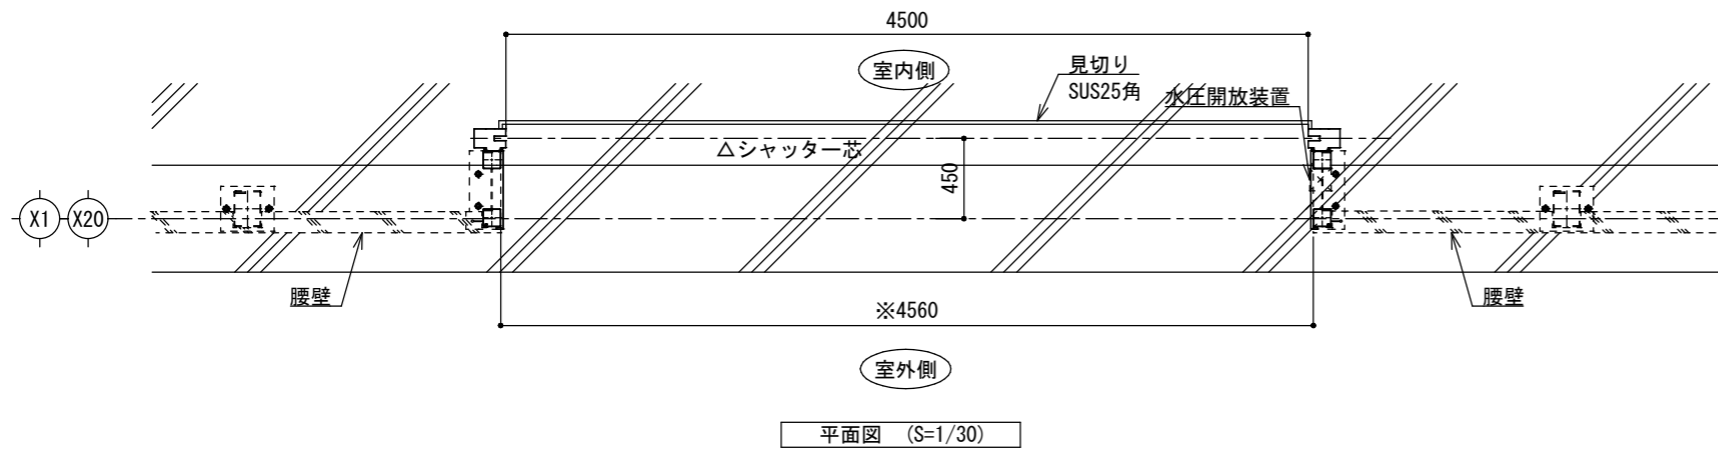 4500
室内側
見切り
SUS25角
水圧開放装置
△シャッター芯
450
X1
X20
腰壁
腰壁
※4560
室外側
平面図 (S=1/30)